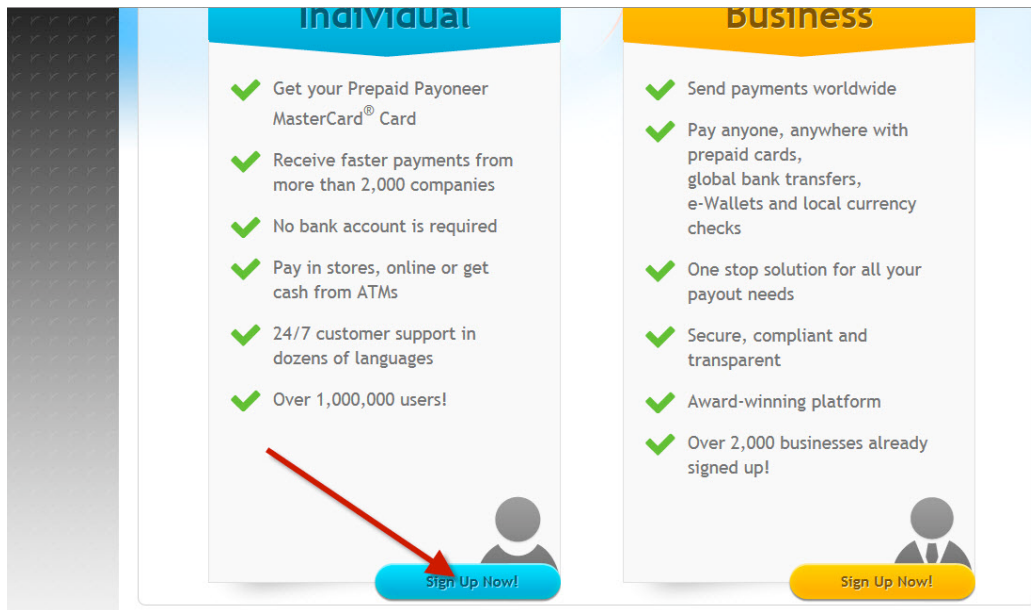 Individual
Get your Prepaid Payoneer
MasterCard® Card
Receive faster payments from
more than 2,000 companies
No bank account is required
Pay in stores, online or get
cash from ATMs
24/7 customer support in
dozens of languages
Over 1,000,000 users!
Sign Up Now!
Business
Send payments worldwide
Pay anyone, anywhere with
prepaid cards,
global bank transfers,
e-Wallets and local currency
checks
One stop solution for all your
payout needs
Secure, compliant and
transparent
Award-winning platform
Over 2,000 businesses already
signed up!
Sign Up Now!